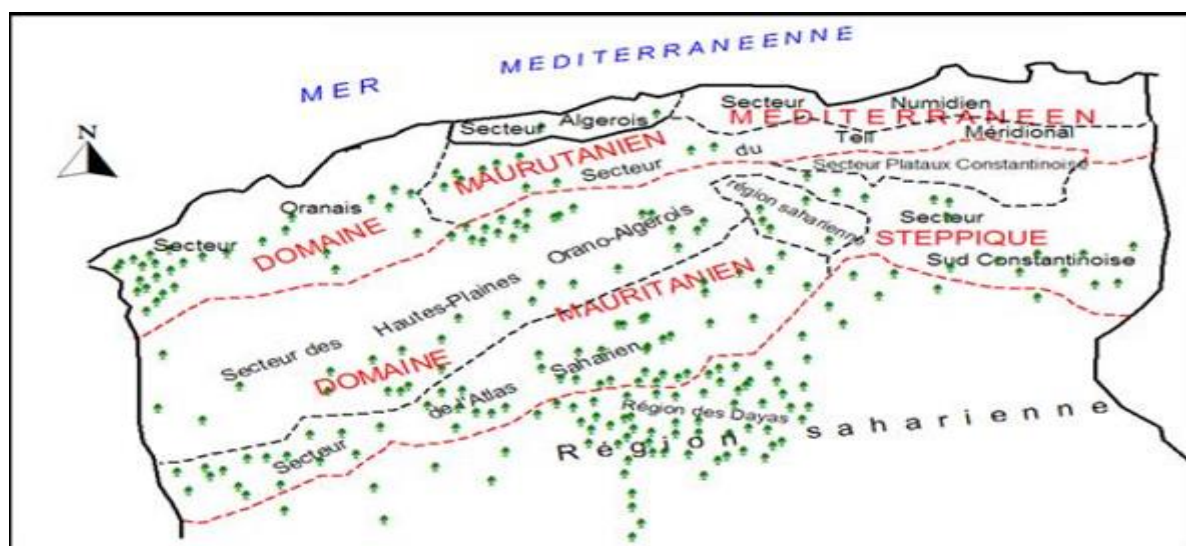 MER MEDITERRANEENNE
N
Secteur Algerois
Secteur Numidien
DOMAINE MAURUTANIEN MEDITERRANEEN
Secteur du Tell Méridional
Secteur Plataux Constantinoise
Secteur Oranais
région saharienne
Secteur
Sud Constantinoise
Secteur des Hautes-Plaines Orano-Algerois
DOMAINE MAURITANIEN STEPPIQUE
Secteur de l'Atlas Saharien
Région des Dayas
Région saharienne